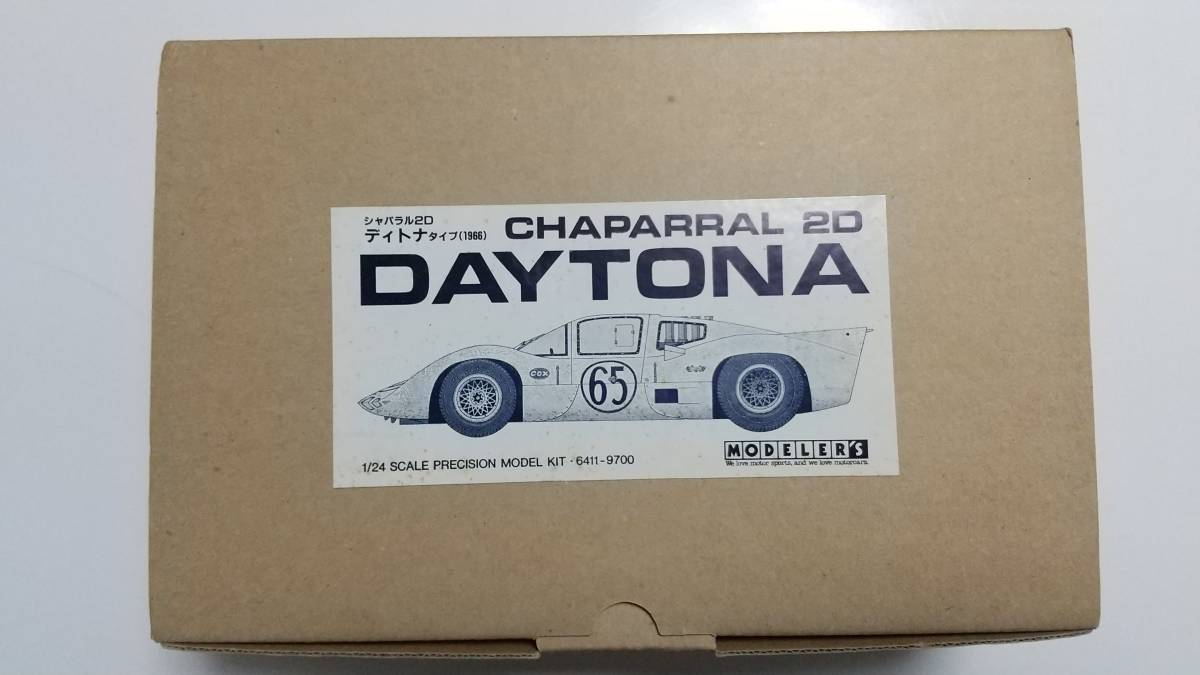 シャパラル2D
デイトナタイプ(1966)
CHAPARRAL 2D
DAYTONA
COX
65
1/24 SCALE PRECISION MODEL KIT · 6411-9700
MODELER'S
We love motor sports, and we love motorcars.